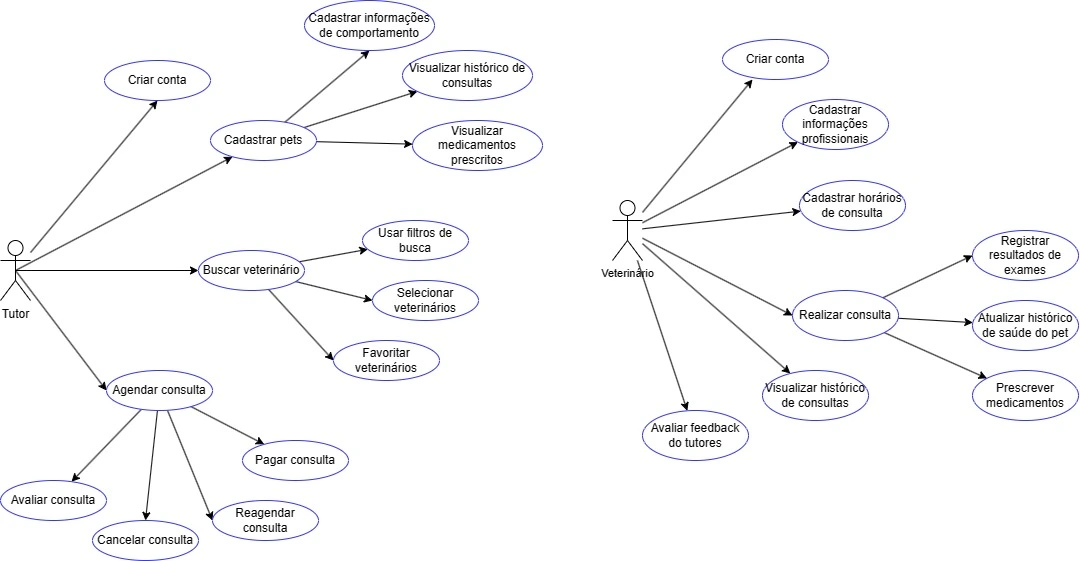 Cadastrar informações
de comportamento
Criar conta
Visualizar histórico de
consultas
Cadastrar pets
Visualizar
medicamentos
prescritos
Usar filtros de
busca
Buscar veterinário
Selecionar
veterinários
Tutor
Favoritar
veterinários
Agendar consulta
Pagar consulta
Avaliar consulta
Reagendar
consulta
Cancelar consulta
Criar conta
Cadastrar
informações
profissionais
Cadastrar horários
de consulta
Veterinário
Registrar
resultados de
exames
Realizar consulta
Atualizar histórico
de saúde do pet
Visualizar histórico
de consultas
Prescrever
medicamentos
Avaliar feedback
do tutores